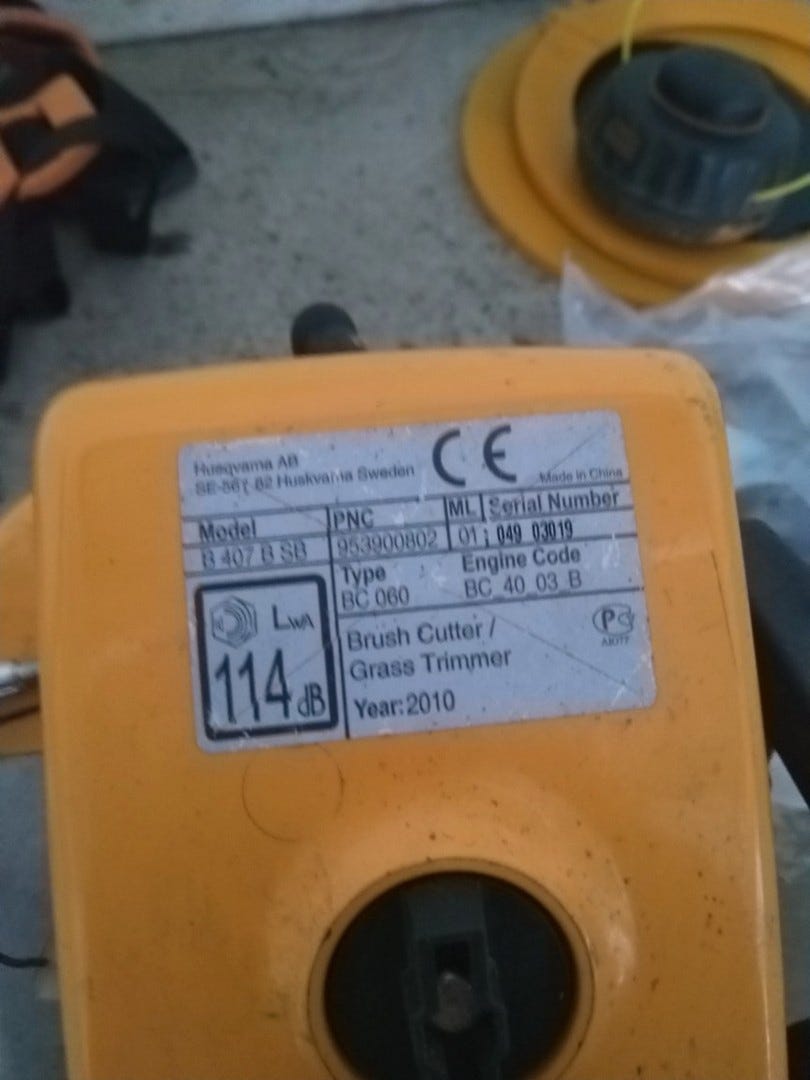 Husqvarna AB
SE-561 82 Huskvarna Sweden
CE
Made in China
Model
B 407 B SB
PNC
953900802
ML
01
Serial Number
049 03019
Type
BC 060
Engine Code
BC_40_03_B
LWA
114 dB
Brush Cutter /
Grass Trimmer
Year: 2010